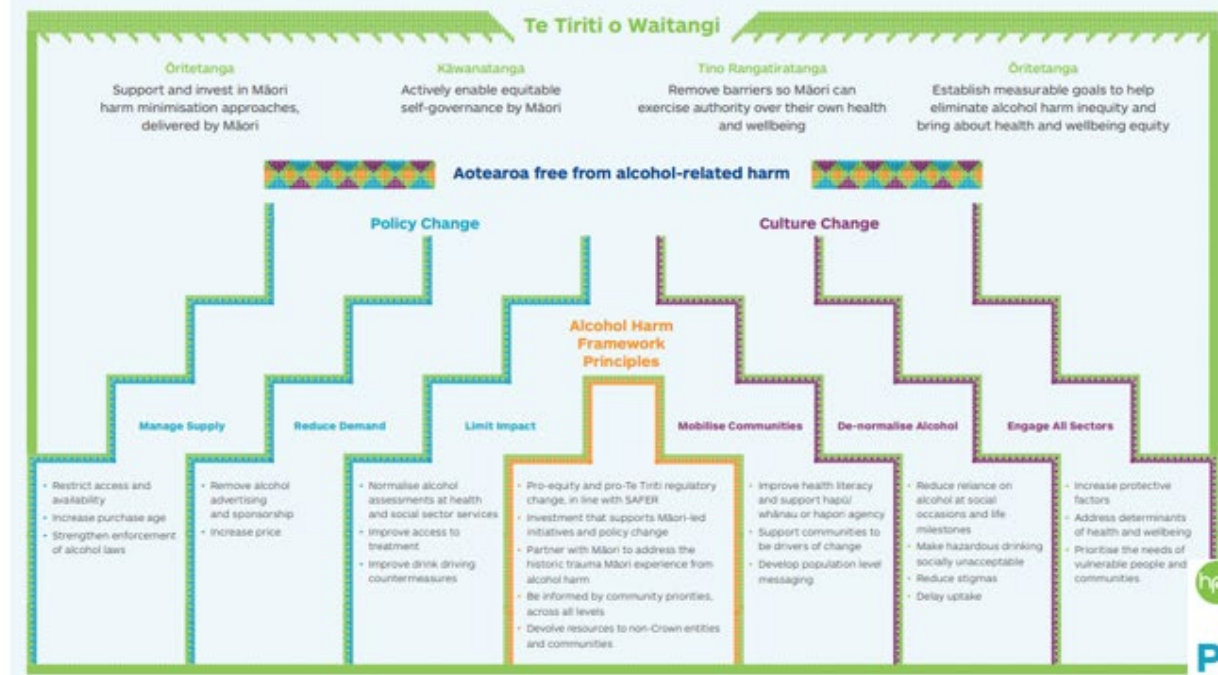 Te Tiriti o Waitangi
Ōritetanga
Support and invest in Māori
harm minimisation approaches,
delivered by Māori
Kāwanatanga
Actively enable equitable
self-governance by Māori
Tino Rangatiratanga
Remove barriers so Māori can
exercise authority over their own health
and wellbeing
Ōritetanga
Establish measurable goals to help
eliminate alcohol harm inequity and
bring about health and wellbeing equity
Aotearoa free from alcohol-related harm
Policy Change
Culture Change
Alcohol Harm
Framework
Principles
Manage Supply
• Restrict access and
availability
• Increase purchase age
• Strengthen enforcement
of alcohol laws
Reduce Demand
• Remove alcohol
advertising
and sponsorship
• Increase price
Limit Impact
• Normalise alcohol
assessments at health
and social sector services
• Improve access to
treatment
• Improve drink driving
countermeasures
• Pro-equity and pro-Te Tiriti regulatory
change, in line with SAFER
• Investment that supports Māori-led
initiatives and policy change
• Partner with Māori to address the
historic trauma Māori experience from
alcohol harm
• Be informed by community priorities,
across all levels
• Devolve resources to non-Crown entities
and communities
Mobilise Communities
• Improve health literacy
and support hapū/
whānau or hapori agency
• Support communities to
be drivers of change
• Develop population level
messaging
De-normalise Alcohol
• Reduce reliance on
alcohol at social
occasions and life
milestones
• Make hazardous drinking
socially unacceptable
• Reduce stigmas
• Delay uptake
Engage All Sectors
• Increase protective
factors
• Address determinants
of health and wellbeing
• Prioritise the needs of
vulnerable people and
communities
P